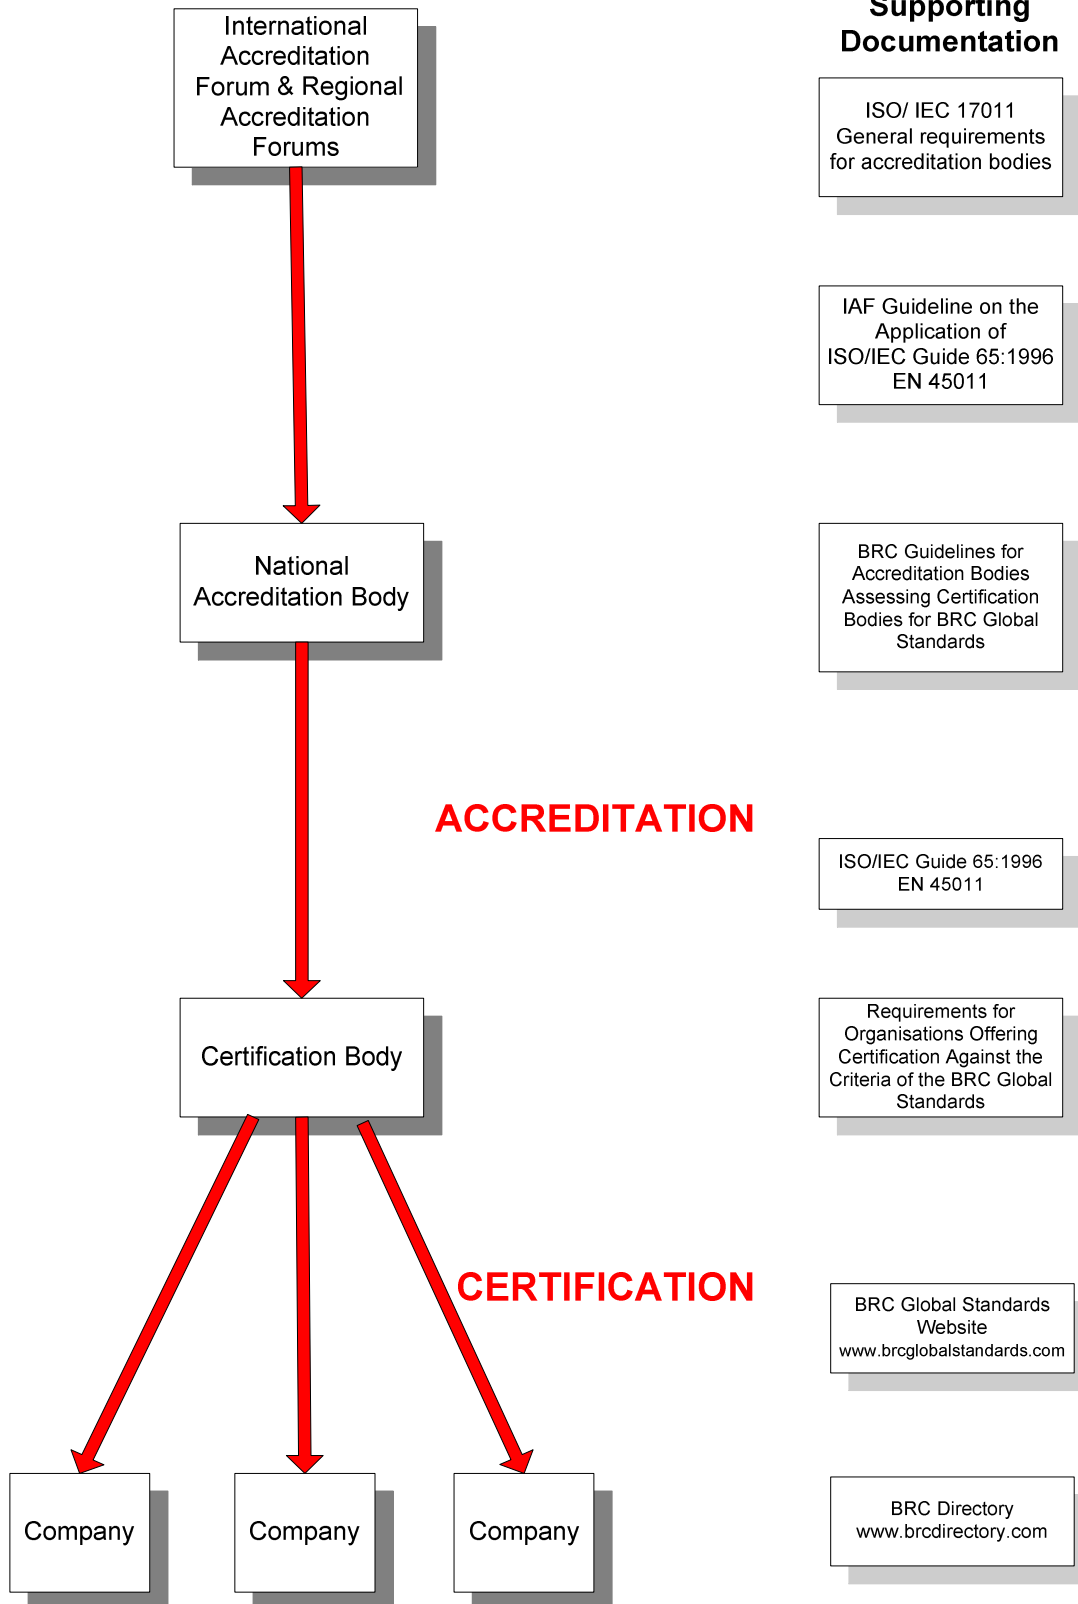 International
Accreditation
Forum & Regional
Accreditation
Forums
Supporting
Documentation
ISO/ IEC 17011
General requirements
for accreditation bodies
IAF Guideline on the
Application of
ISO/IEC Guide 65:1996
EN 45011
National
Accreditation Body
BRC Guidelines for
Accreditation Bodies
Assessing Certification
Bodies for BRC Global
Standards
ACCREDITATION
ISO/IEC Guide 65:1996
EN 45011
Certification Body
Requirements for
Organisations Offering
Certification Against the
Criteria of the BRC Global
Standards
CERTIFICATION
BRC Global Standards
Website
www.brcglobalstandards.com
Company
Company
Company
BRC Directory
www.brcdirectory.com